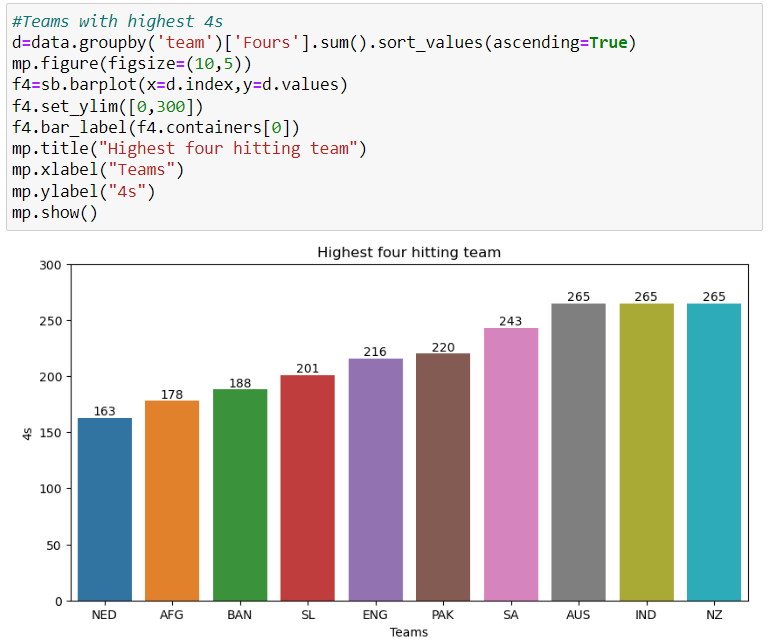 #Teams with highest 4s
d=data.groupby('team')['Fours'].sum().sort_values(ascending=True)
mp.figure(figsize=(10,5))
f4=sb.barplot(x=d.index,y=d.values)
f4.set_ylim([0,300])
f4.bar_label(f4.containers[0])
mp.title("Highest four hitting team")
mp.xlabel("Teams")
mp.ylabel("4s")
mp.show()
Highest four hitting team
300
250
200
150
100
50
0
4s
163
178
188
201
216
220
243
265
265
265
NED AFG BAN SL ENG PAK SA AUS IND NZ
Teams